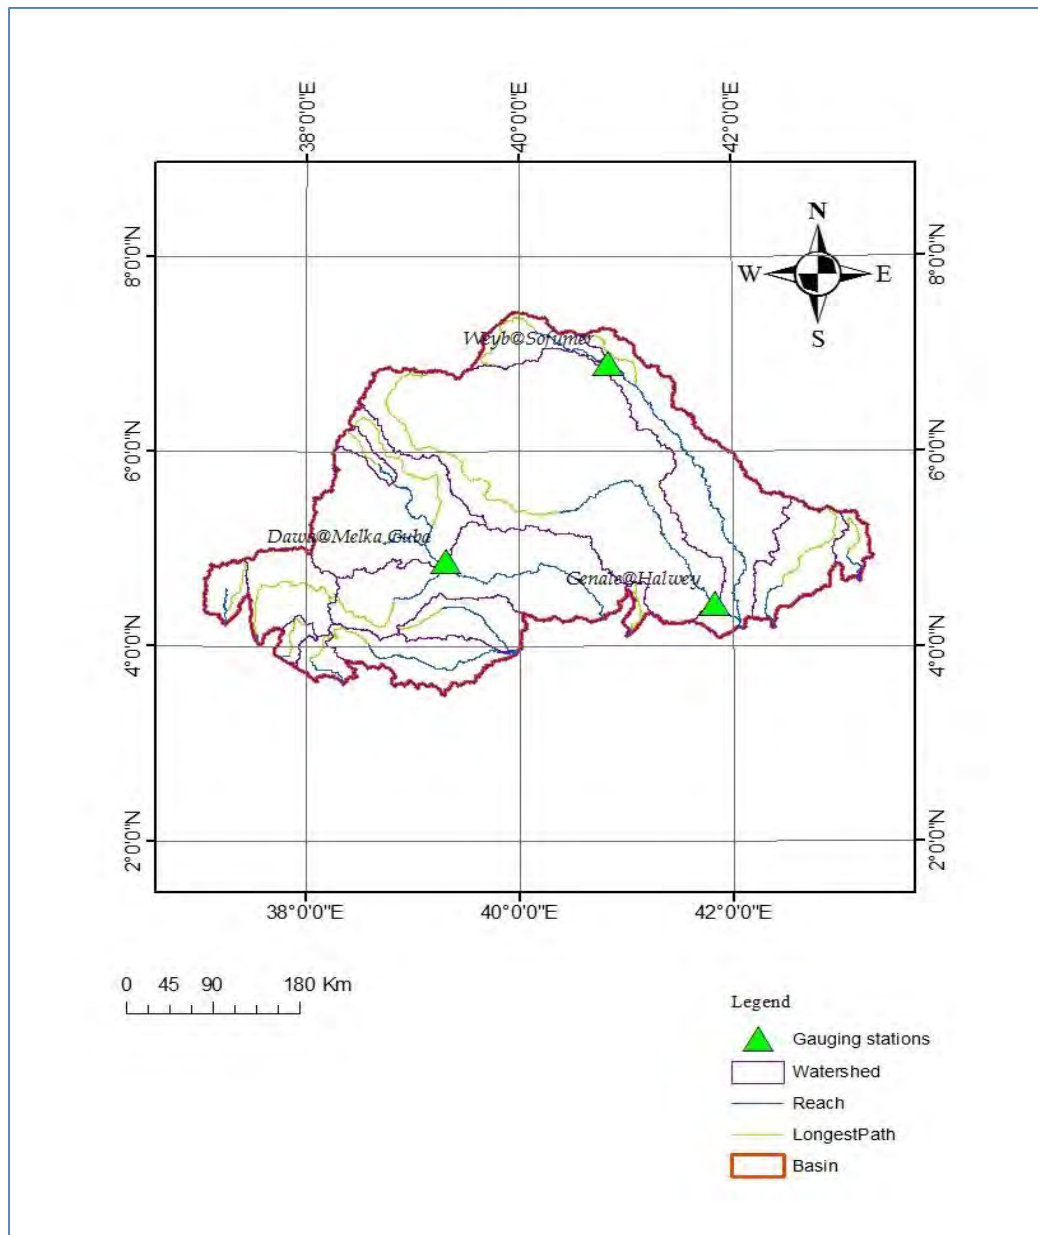 38°0'0"E 40°0'0"E 42°0'0"E
N
W E
S
8°0'0"N 8°0'0"N
Weyb@Sofumer
6°0'0"N 6°0'0"N
Dawa@Melka Guba
Genale@Halwey
4°0'0"N 4°0'0"N
2°0'0"N 2°0'0"N
38°0'0"E 40°0'0"E 42°0'0"E
0 45 90 180 Km
Legend
Gauging stations
Watershed
Reach
LongestPath
Basin